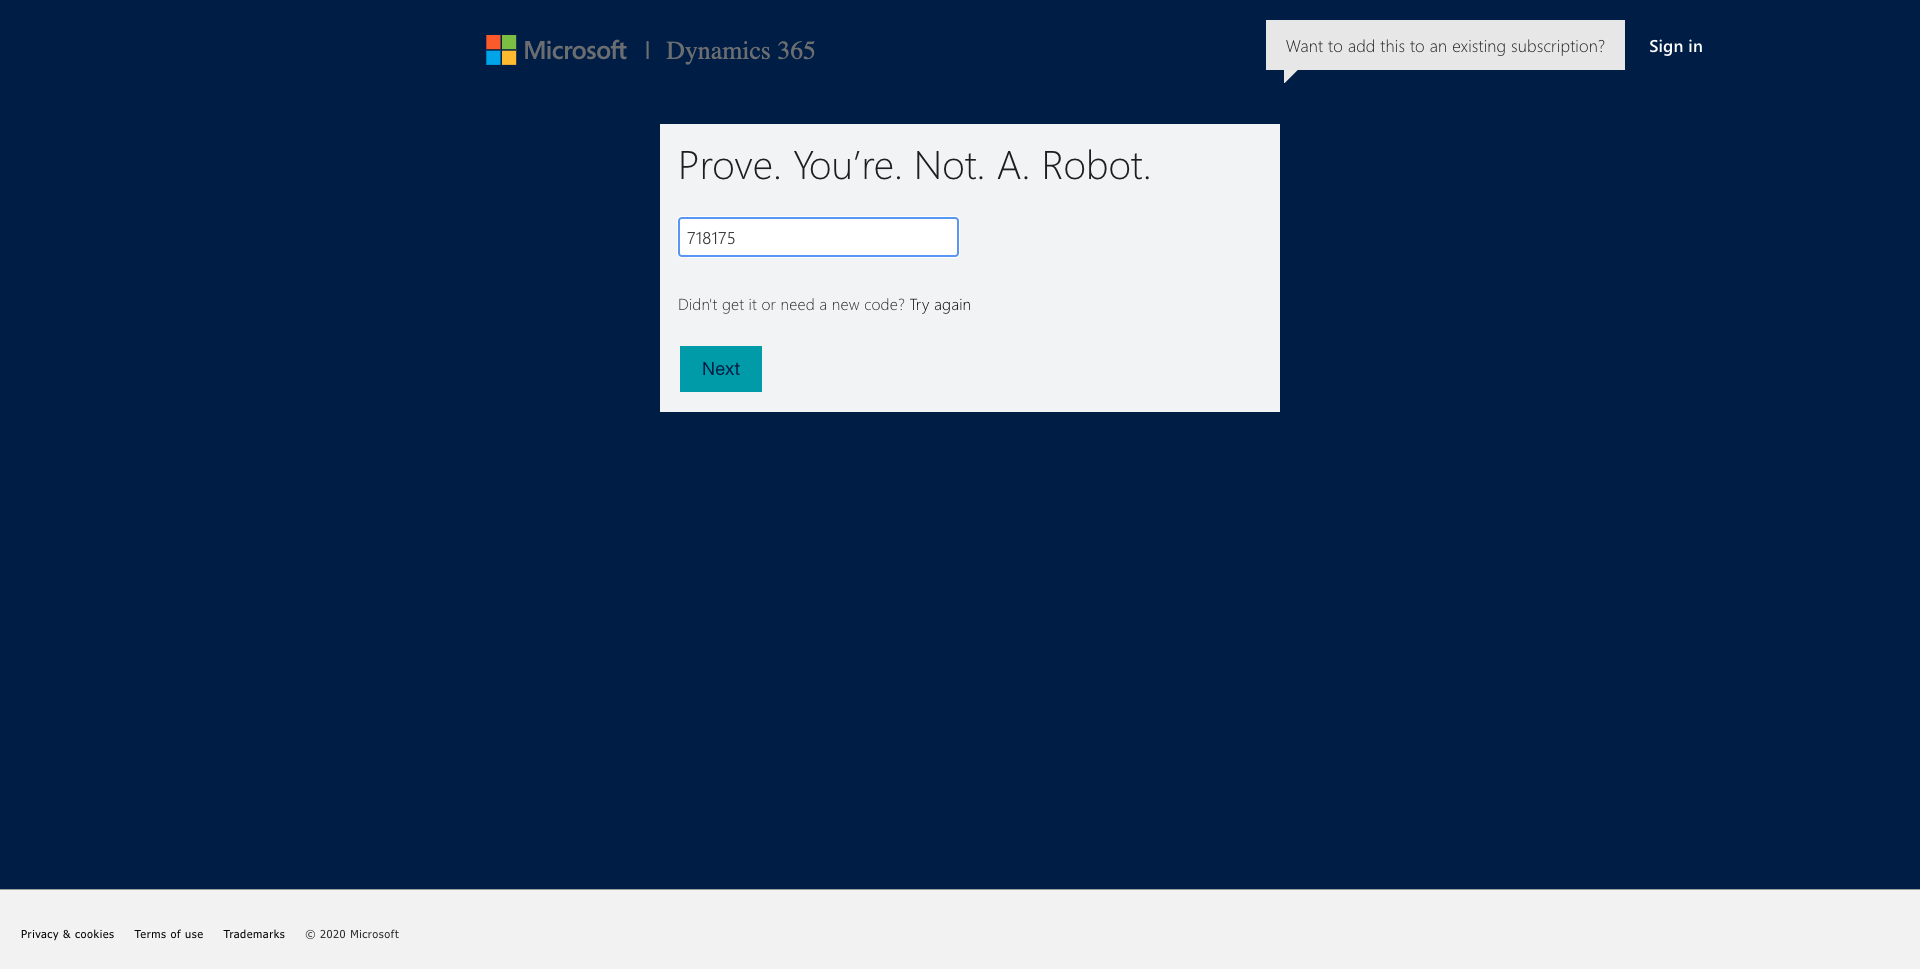 Microsoft | Dynamics 365
Want to add this to an existing subscription?
Sign in
Prove. You’re. Not. A. Robot.
718175
Didn't get it or need a new code? Try again
Next
Privacy & cookies Terms of use Trademarks © 2020 Microsoft